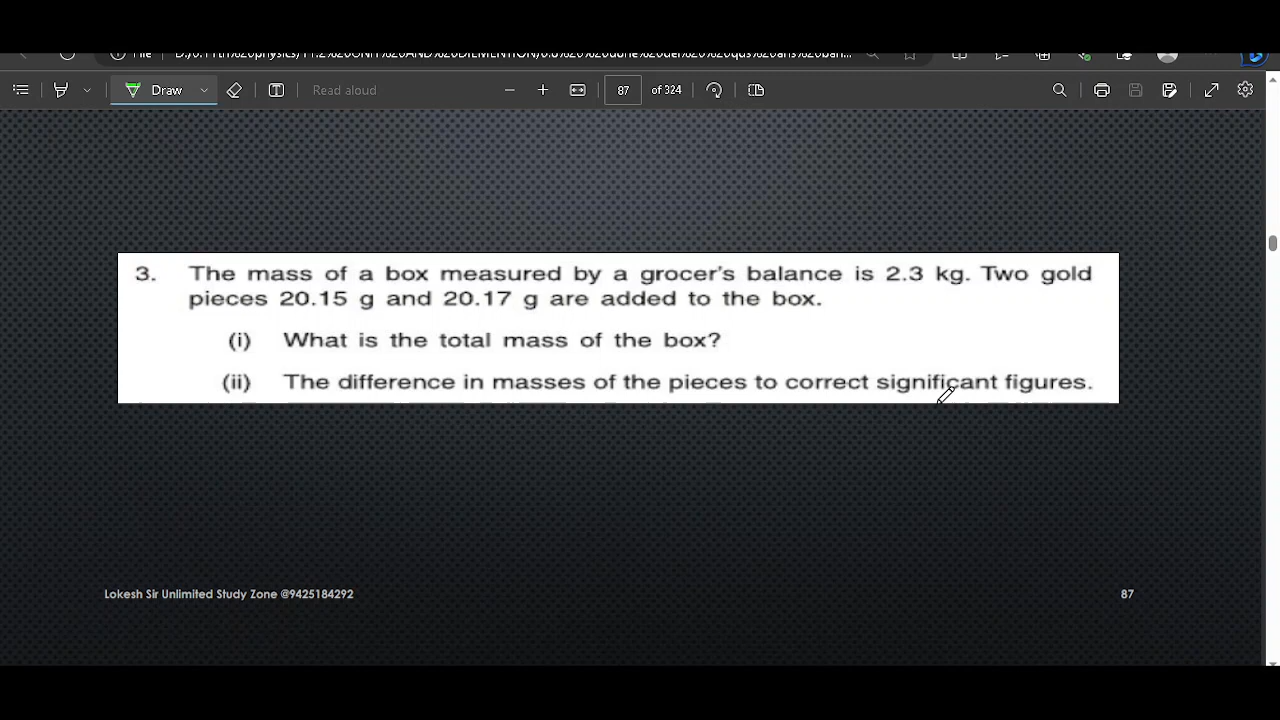 Draw
Read aloud
87
of 324
3. The mass of a box measured by a grocer's balance is 2.3 kg. Two gold
pieces 20.15 g and 20.17 g are added to the box.
(i) What is the total mass of the box?
(ii) The difference in masses of the pieces to correct significant figures.
Lokesh Sir Unlimited Study Zone @9425184292
87